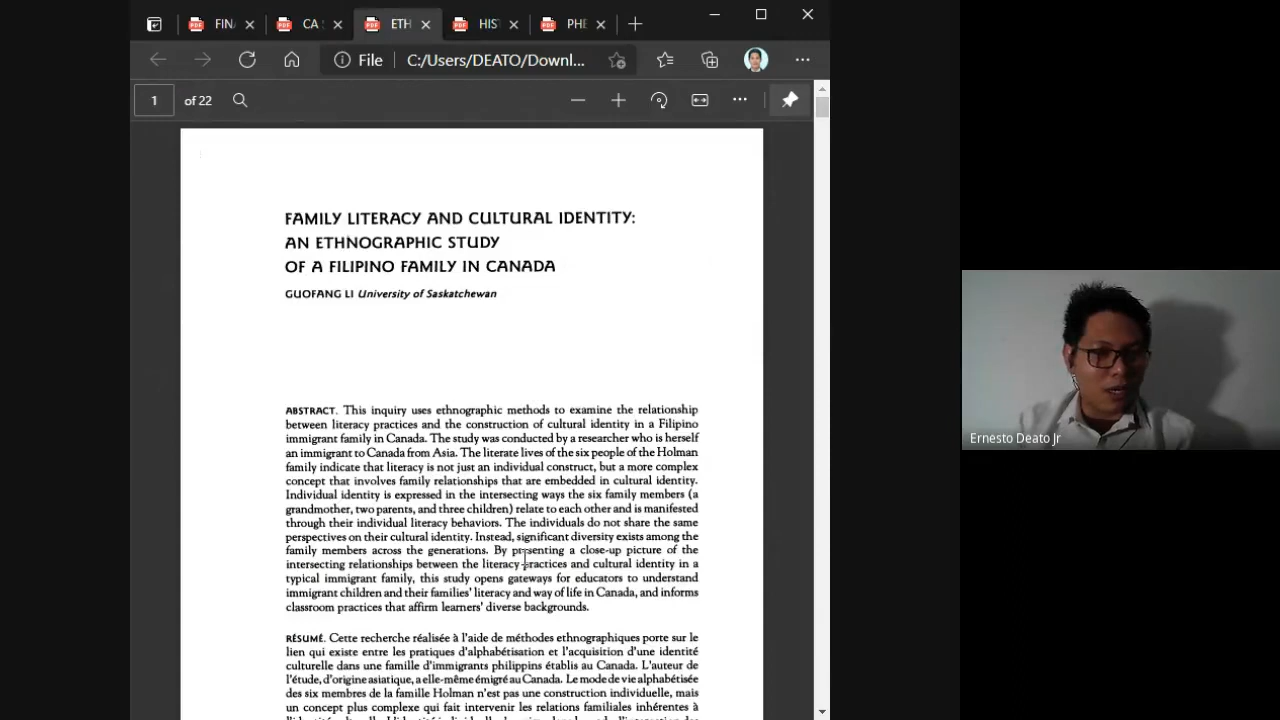 FIN
CA S
ETH
HIS
PHE
File
C:/Users/DEATO/Downl...
1
of 22
FAMILY LITERACY AND CULTURAL IDENTITY:
AN ETHNOGRAPHIC STUDY
OF A FILIPINO FAMILY IN CANADA
GUOFANG LI University of Saskatchewan
ABSTRACT. This inquiry uses ethnographic methods to examine the relationship
between literacy practices and the construction of cultural identity in a Filipino
immigrant family in Canada. The study was conducted by a researcher who is herself
an immigrant to Canada from Asia. The literate lives of the six people of the Holman
family indicate that literacy is not just an individual construct, but a more complex
concept that involves family relationships that are embedded in cultural identity.
Individual identity is expressed in the intersecting ways the six family members (a
grandmother, two parents, and three children) relate to each other and is manifested
through their individual literacy behaviors. The individuals do not share the same
perspectives on their cultural identity. Instead, significant diversity exists among the
family members across the generations. By presenting a close-up picture of the
intersecting relationships between the literacy practices and cultural identity in a
typical immigrant family, this study opens gateways for educators to understand
immigrant children and their families' literacy and way of life in Canada, and informs
classroom practices that affirm learners' diverse backgrounds.
RÉSUMÉ. Cette recherche réalisée à l'aide de méthodes ethnographiques porte sur le
lien qui existe entre les pratiques d'alphabétisation et l'acquisition d'une identité
culturelle dans une famille d'immigrants philippins établis au Canada. L'auteur de
l'étude, d'origine asiatique, a elle-même émigré au Canada. Le mode de vie alphabétisée
des six membres de la famille Holman n'est pas une construction individuelle, mais
un concept plus complexe qui fait intervenir les relations familiales inhérentes à
Ernesto Deato Jr